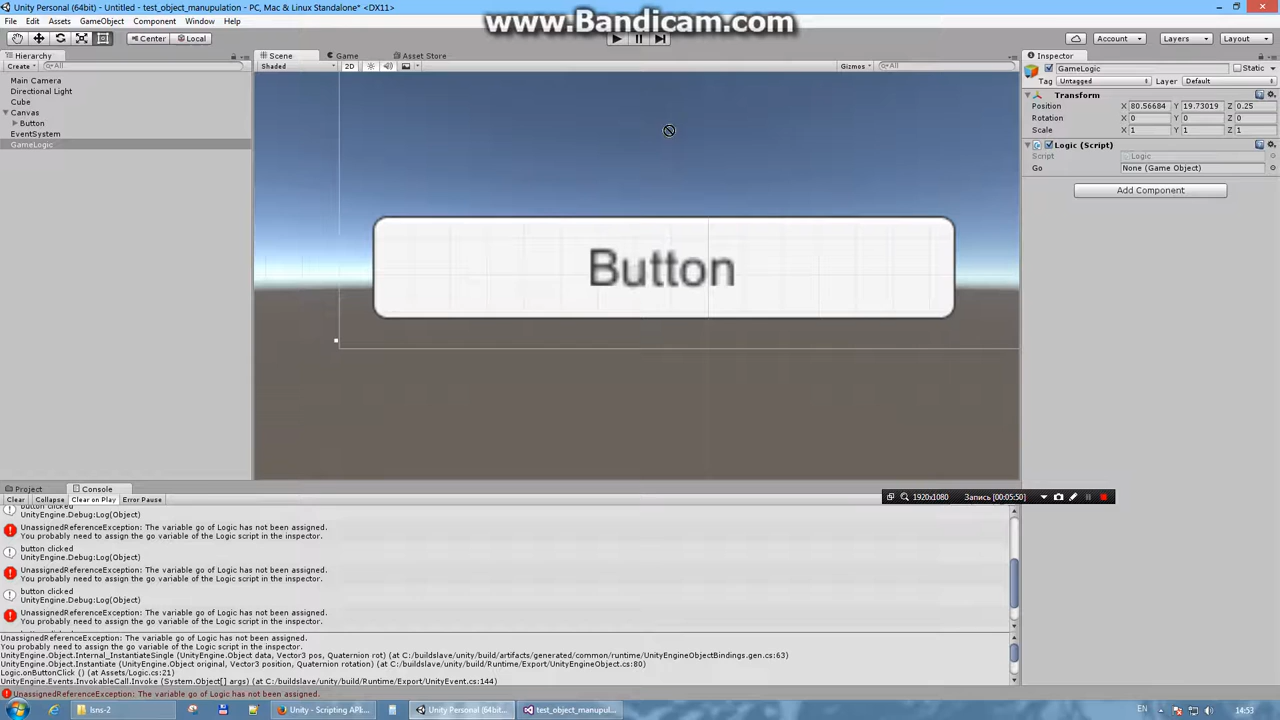 Unity Personal (64bit) - Untitled - test_object_manupulation - PC, Mac & Linux Standalone* <DX11>
www.Bandicam.com
File Edit Assets GameObject Component Window Help
Center Local Account Layers Layout
Hierarchy Scene Game Asset Store Inspector
Create All Shaded 2D Gizmos All GameLogic Static
Tag Untagged Layer Default
Main Camera
Directional Light
Cube
Canvas
Button
EventSystem
GameLogic
Transform
Position X 80.56684 Y 19.73019 Z 0.25
Rotation X 0 Y 0 Z 0
Scale X 1 Y 1 Z 1
Logic (Script)
Script Logic
Go None (Game Object)
Add Component
Button
Project Console
Clear Collapse Clear on Play Error Pause
1920x1080 Запись [00:05:50]
button clicked
UnityEngine.Debug:Log(Object)
UnassignedReferenceException: The variable go of Logic has not been assigned.
You probably need to assign the go variable of the Logic script in the inspector.
button clicked
UnityEngine.Debug:Log(Object)
UnassignedReferenceException: The variable go of Logic has not been assigned.
You probably need to assign the go variable of the Logic script in the inspector.
button clicked
UnityEngine.Debug:Log(Object)
UnassignedReferenceException: The variable go of Logic has not been assigned.
You probably need to assign the go variable of the Logic script in the inspector.
UnassignedReferenceException: The variable go of Logic has not been assigned.
You probably need to assign the go variable of the Logic script in the inspector.
UnityEngine.Object.Internal_InstantiateSingle (UnityEngine.Object data, Vector3 pos, Quaternion rot) (at C:/buildslave/unity/build/artifacts/generated/common/runtime/UnityEngineObjectBindings.gen.cs:63)
UnityEngine.Object.Instantiate (UnityEngine.Object original, Vector3 position, Quaternion rotation) (at C:/buildslave/unity/build/Runtime/Export/UnityEngineObject.cs:80)
Logic.onButtonClick () (at Assets/Logic.cs:21)
UnityEngine.Events.InvokableCall.Invoke (System.Object[] args) (at C:/buildslave/unity/build/Runtime/Export/UnityEvent.cs:144)
UnassignedReferenceException: The variable go of Logic has not been assigned.
lsns-2 Unity - Scripting API:... Unity Personal (64bi... test_object_manupul... EN 14:53